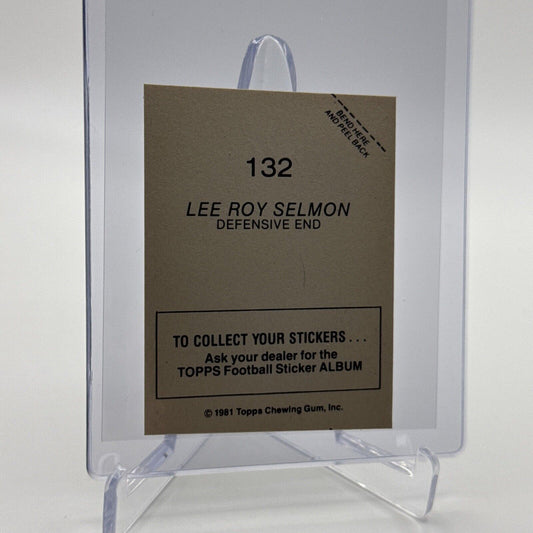 BEND HERE
AND PEEL BACK
132
LEE ROY SELMON
DEFENSIVE END
TO COLLECT YOUR STICKERS...
Ask your dealer for the
TOPPS Football Sticker ALBUM
© 1981 Topps Chewing Gum, Inc.